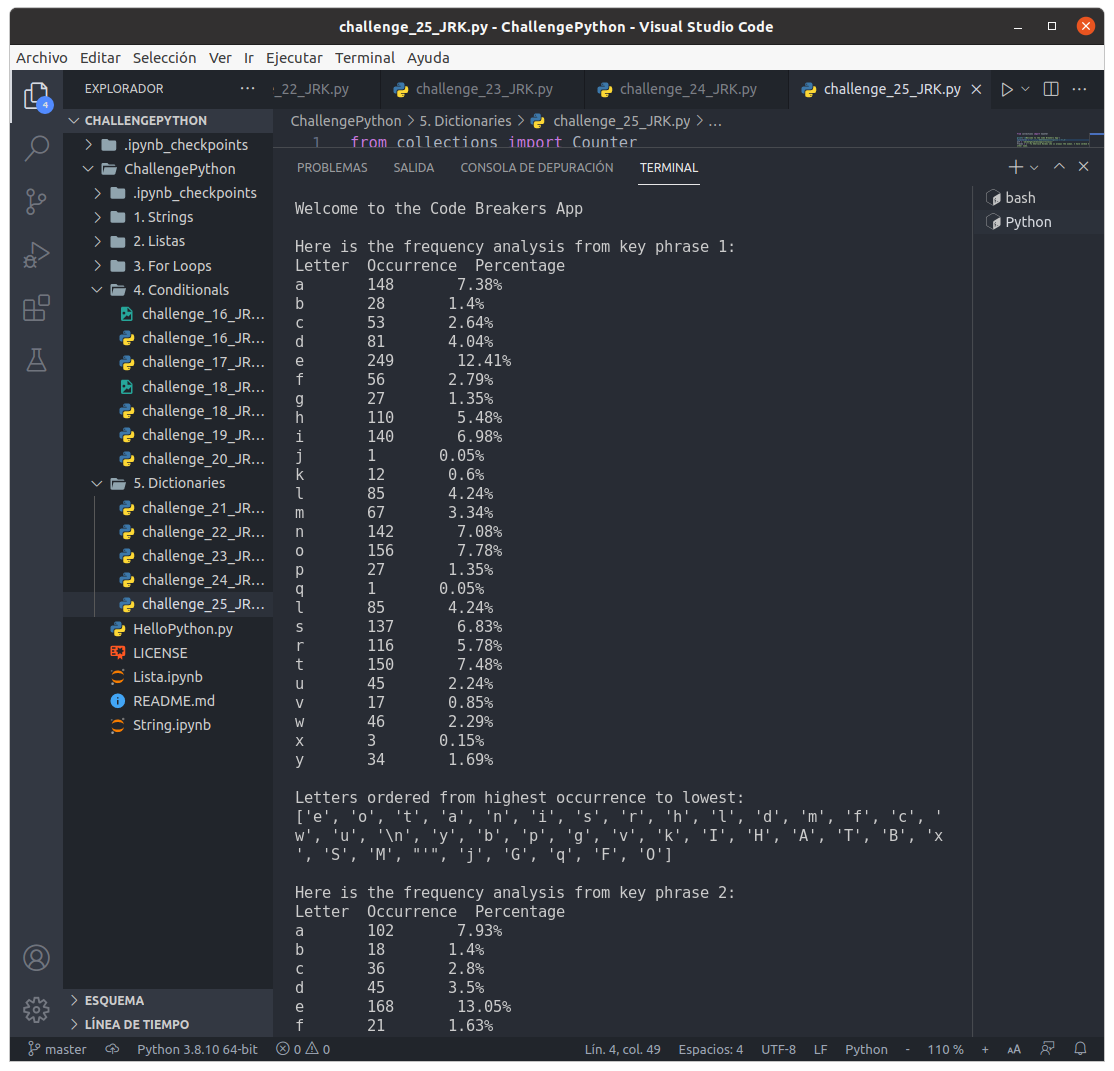 challenge_25_JRK.py - ChallengePython - Visual Studio Code
Archivo Editar Selección Ver Ir Ejecutar Terminal Ayuda
4
EXPLORADOR
CHALLENGEPYTHON
.ipynb_checkpoints
ChallengePython
.ipynb_checkpoints
1. Strings
2. Listas
3. For Loops
4. Conditionals
challenge_16_JR...
challenge_16_JR...
challenge_17_JR...
challenge_18_JR...
challenge_18_JR...
challenge_19_JR...
challenge_20_JR...
5. Dictionaries
challenge_21_JR...
challenge_22_JR...
challenge_23_JR...
challenge_24_JR...
challenge_25_JR...
HelloPython.py
LICENSE
Lista.ipynb
README.md
String.ipynb
ESQUEMA
LÍNEA DE TIEMPO
_22_JRK.py challenge_23_JRK.py challenge_24_JRK.py challenge_25_JRK.py
ChallengePython > 5. Dictionaries > challenge_25_JRK.py > ...
1 from collections import Counter
PROBLEMAS SALIDA CONSOLA DE DEPURACIÓN TERMINAL
bash
Python
Welcome to the Code Breakers App
Here is the frequency analysis from key phrase 1:
Letter Occurrence Percentage
a 148 7.38%
b 28 1.4%
c 53 2.64%
d 81 4.04%
e 249 12.41%
f 56 2.79%
g 27 1.35%
h 110 5.48%
i 140 6.98%
j 1 0.05%
k 12 0.6%
l 85 4.24%
m 67 3.34%
n 142 7.08%
o 156 7.78%
p 27 1.35%
q 1 0.05%
l 85 4.24%
s 137 6.83%
r 116 5.78%
t 150 7.48%
u 45 2.24%
v 17 0.85%
w 46 2.29%
x 3 0.15%
y 34 1.69%
Letters ordered from highest occurrence to lowest:
['e', 'o', 't', 'a', 'n', 'i', 's', 'r', 'h', 'l', 'd', 'm', 'f', 'c', '
w', 'u', '\n', 'y', 'b', 'p', 'g', 'v', 'k', 'I', 'H', 'A', 'T', 'B', 'x
', 'S', 'M', "'", 'j', 'G', 'q', 'F', 'O']
Here is the frequency analysis from key phrase 2:
Letter Occurrence Percentage
a 102 7.93%
b 18 1.4%
c 36 2.8%
d 45 3.5%
e 168 13.05%
f 21 1.63%
master Python 3.8.10 64-bit 0 0 Lín. 4, col. 49 Espacios: 4 UTF-8 LF Python - 110 % + AA